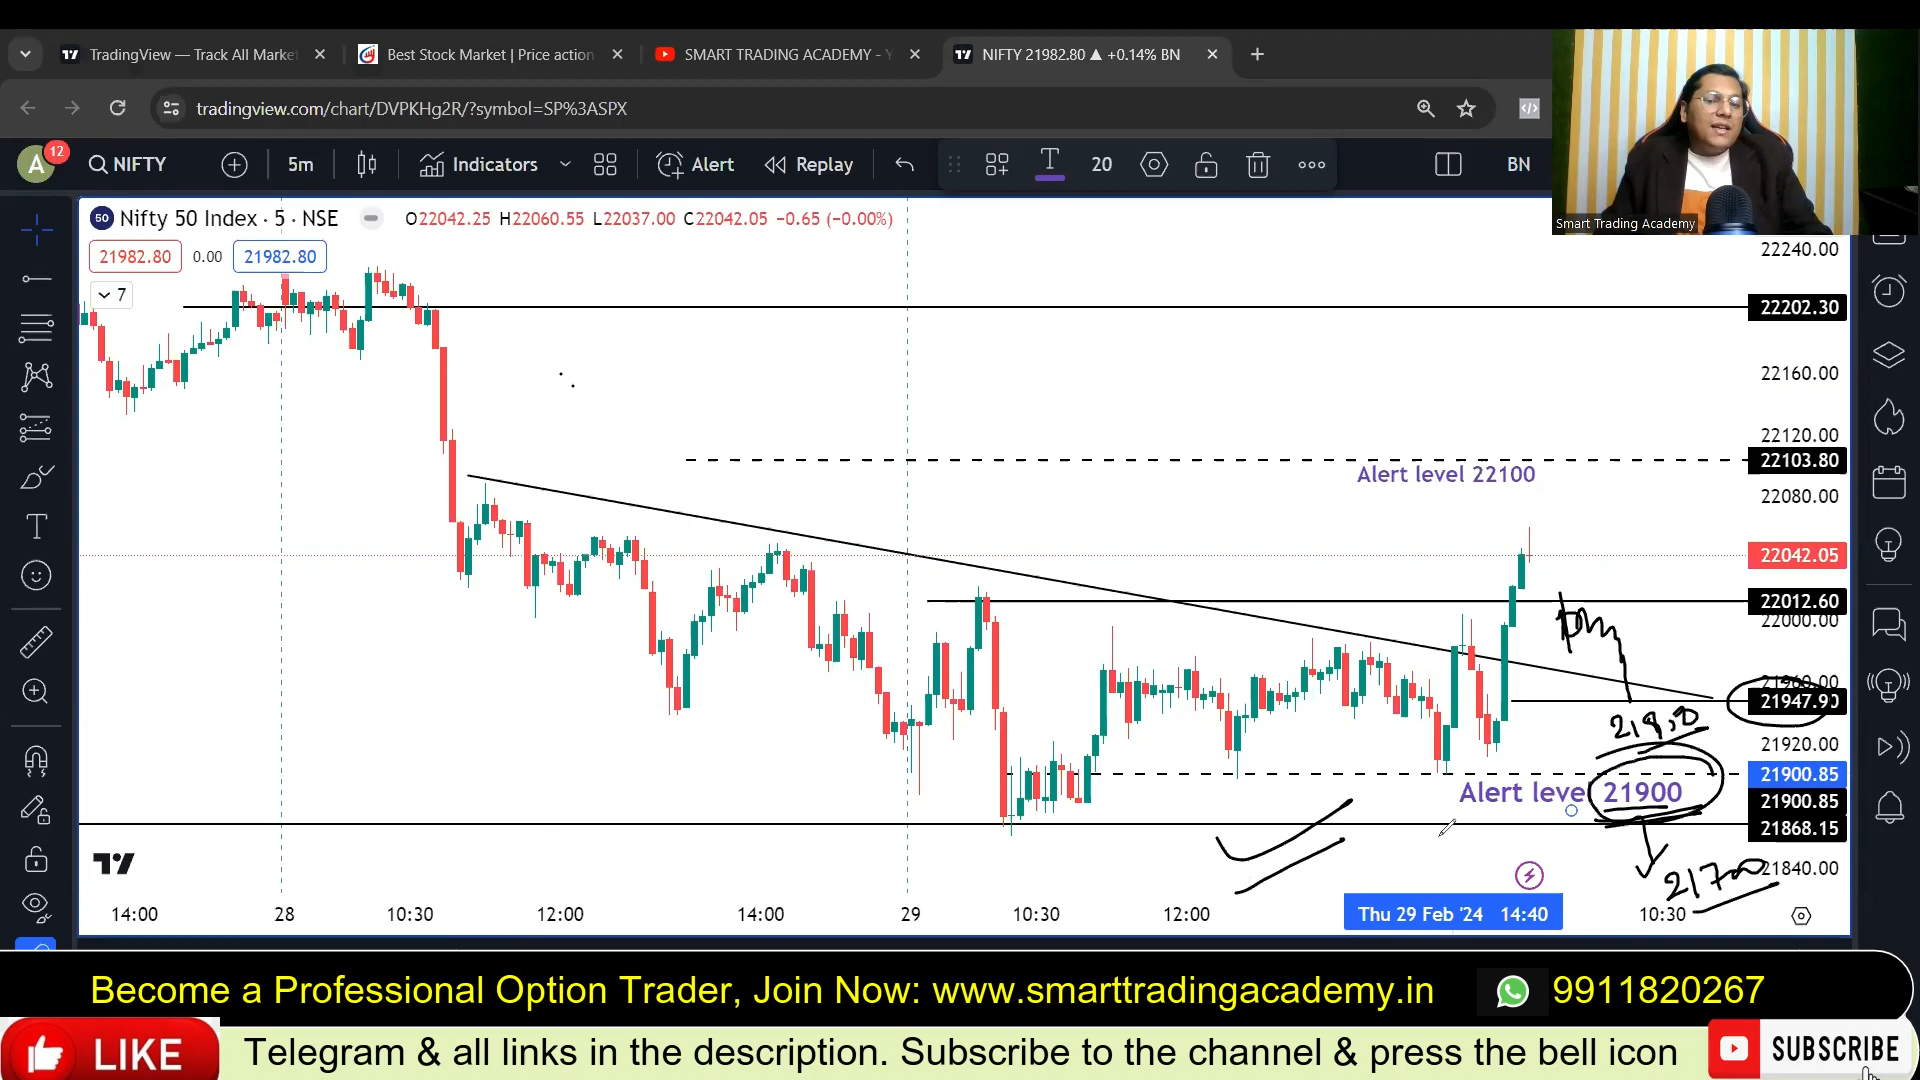 TradingView — Track All Marke
Best Stock Market | Price action
SMART TRADING ACADEMY - Y
NIFTY 21982.80 ▲ +0.14% BN
tradingview.com/chart/DVPKHg2R/?symbol=SP%3ASPX
A 12
NIFTY 5m Indicators Alert Replay T 20 BN
50 Nifty 50 Index · 5 · NSE O22042.25 H22060.55 L22037.00 C22042.05 −0.65 (−0.00%)
Smart Trading Academy
21982.80 0.00 21982.80
7
22240.00
22202.30
22160.00
22120.00
22103.80
Alert level 22100
22080.00
22042.05
22012.60
22000.00
21960.00
21947.90
21920.00
21900.85
Alert leve 21900
21900.85
21868.15
21840.00
21700
14:00 28 10:30 12:00 14:00 29 10:30 12:00 Thu 29 Feb '24 14:40 10:30
Become a Professional Option Trader, Join Now: www.smarttradingacademy.in 9911820267
LIKE Telegram & all links in the description. Subscribe to the channel & press the bell icon SUBSCRIBE